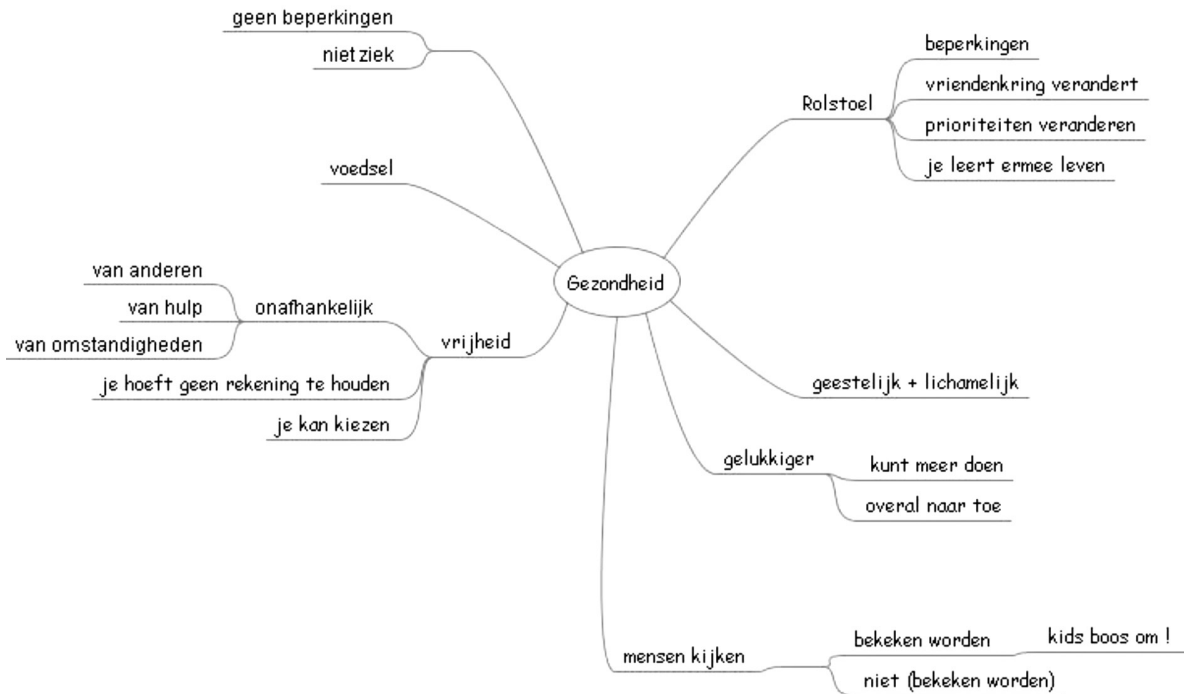 geen beperkingen
niet ziek
voedsel
van anderen
van hulp
van omstandigheden
onafhankelijk
vrijheid
je hoeft geen rekening te houden
je kan kiezen
Gezondheid
Rolstoel
beperkingen
vriendenkring verandert
prioriteiten veranderen
je leert ermee leven
geestelijk + lichamelijk
gelukkiger
kunt meer doen
overal naar toe
mensen kijken
bekeken worden
kids boos om !
niet (bekeken worden)